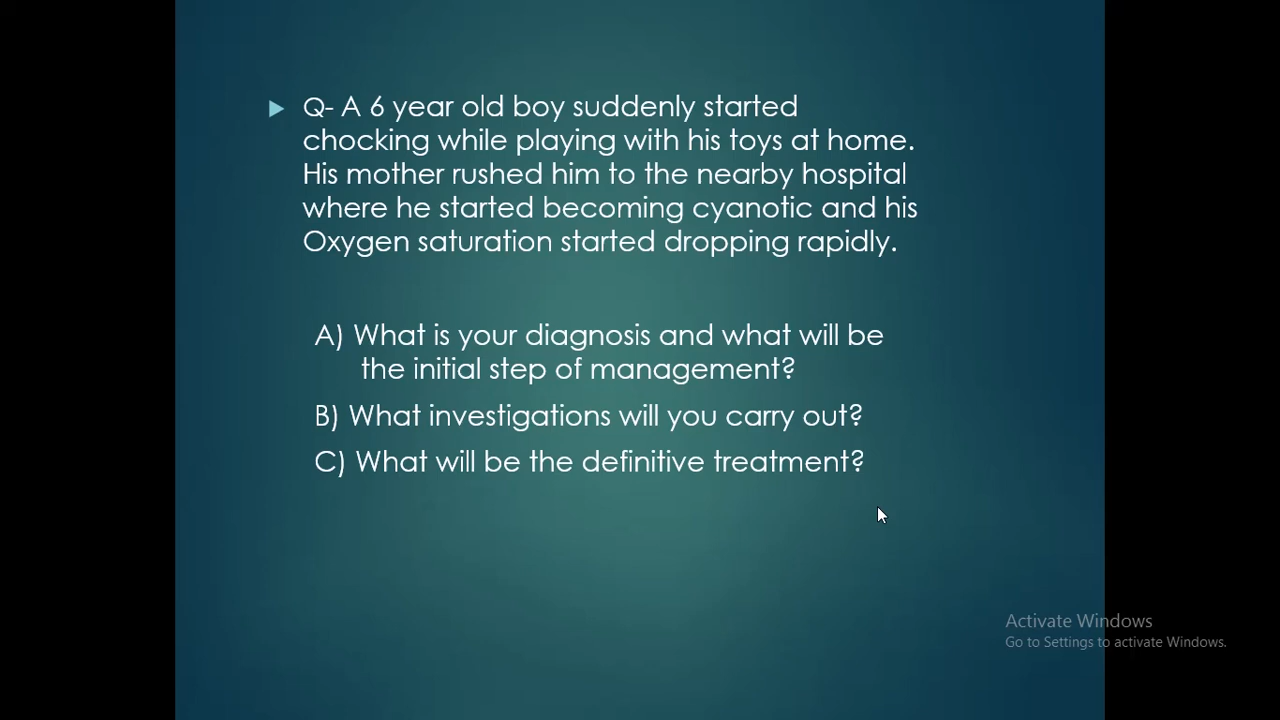 Q- A 6 year old boy suddenly started
chocking while playing with his toys at home.
His mother rushed him to the nearby hospital
where he started becoming cyanotic and his
Oxygen saturation started dropping rapidly.
A) What is your diagnosis and what will be
the initial step of management?
B) What investigations will you carry out?
C) What will be the definitive treatment?
Activate Windows
Go to Settings to activate Windows.